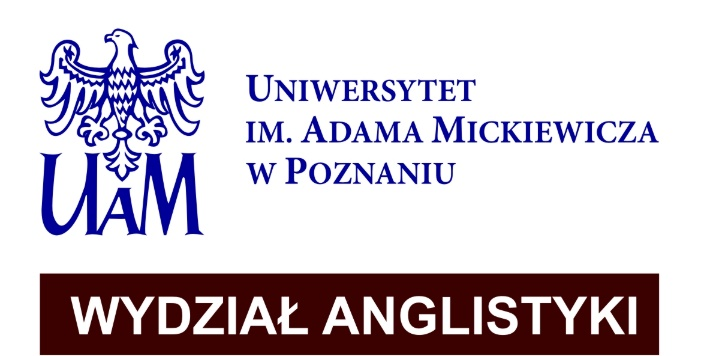 UAM
UNIWERSYTET
IM. ADAMA MICKIEWICZA
W POZNANIU
WYDZIAŁ ANGLISTYKI